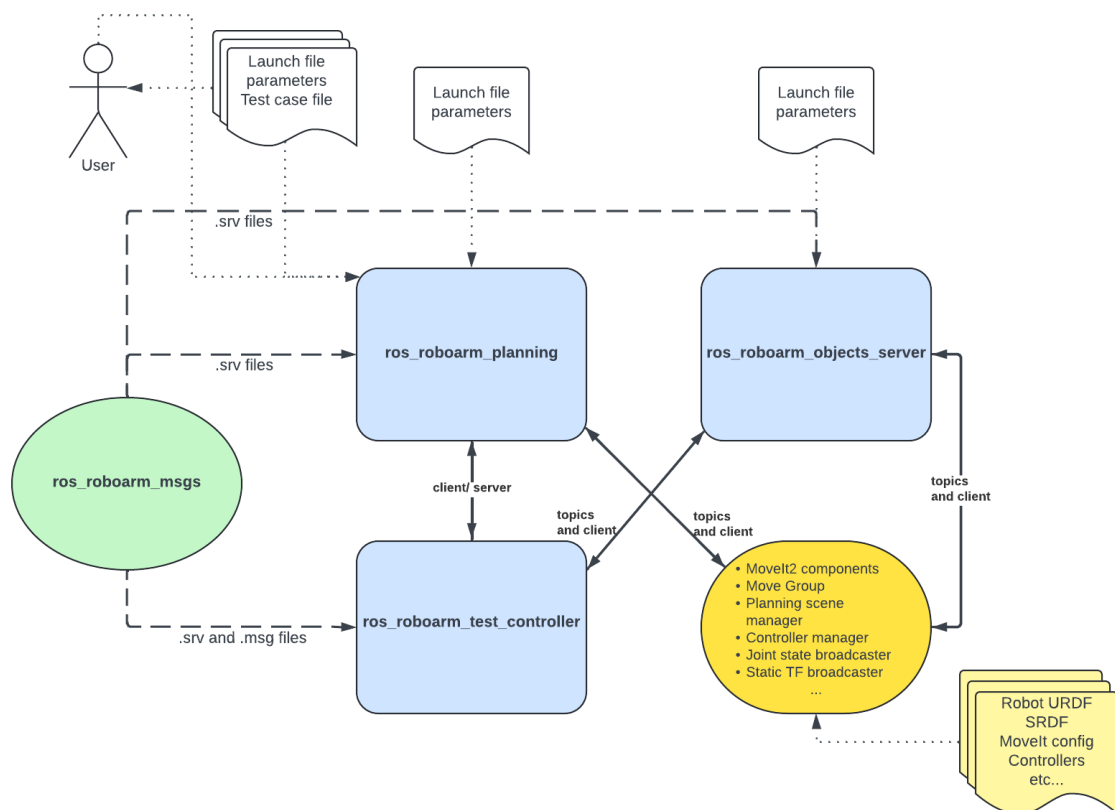 Launch file
parameters
Test case file
Launch file
parameters
Launch file
parameters
User
.srv files
ros_roboarm_planning
ros_roboarm_objects_server
.srv files
ros_roboarm_msgs
client/ server
topics
and client
topics
and client
topics
and client
ros_roboarm_test_controller
.srv and .msg files
• MoveIt2 components
• Move Group
• Planning scene
manager
• Controller manager
• Joint state broadcaster
• Static TF broadcaster
...
Robot URDF
SRDF
MoveIt config
Controllers
etc...